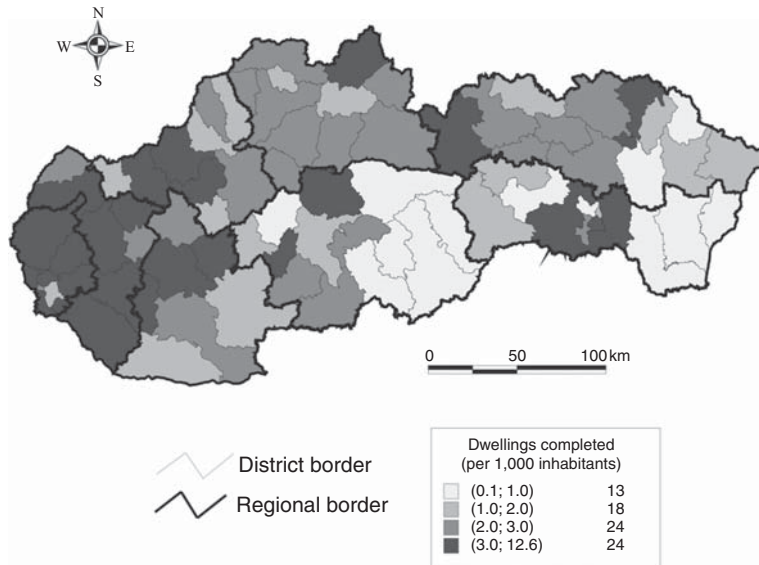 N
W E
S
0 50 100 km
District border
Regional border
Dwellings completed
(per 1,000 inhabitants)
(0.1; 1.0) 13
(1.0; 2.0) 18
(2.0; 3.0) 24
(3.0; 12.6) 24